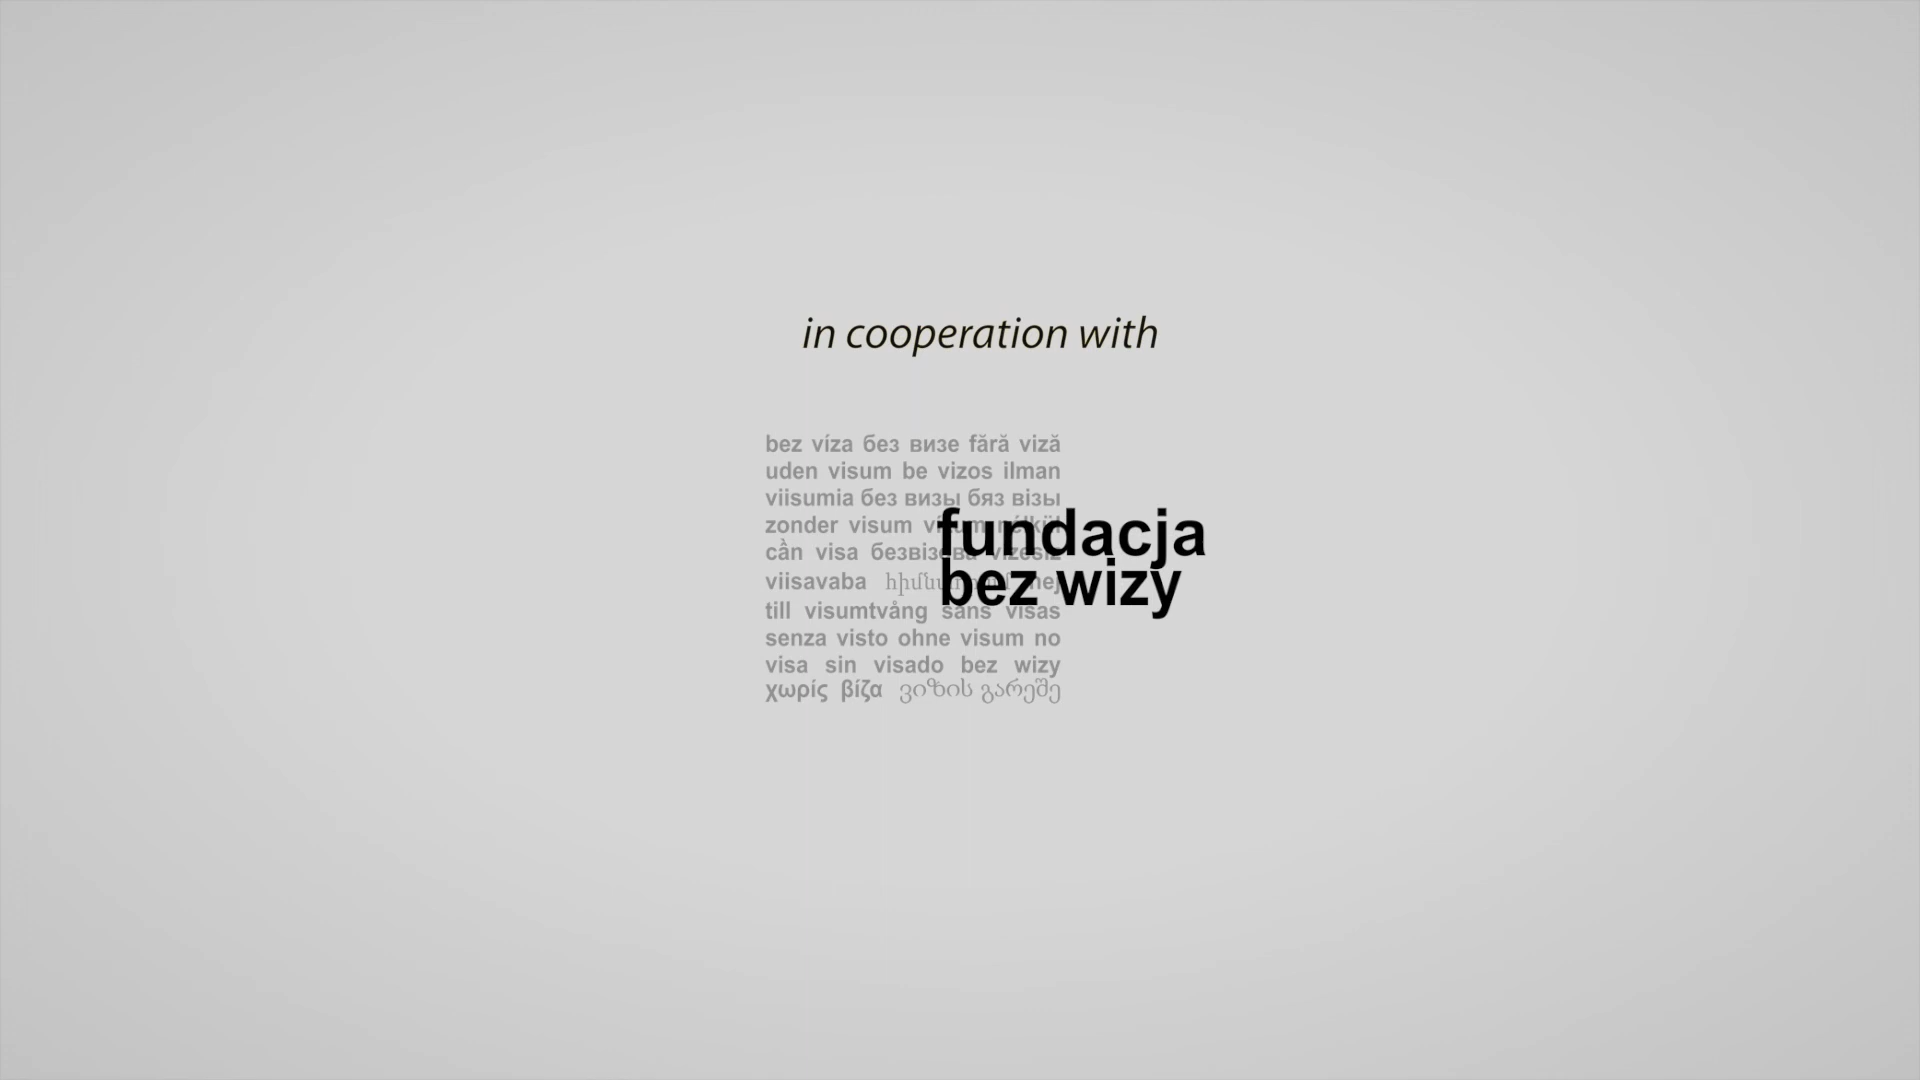 in cooperation with
bez víza без визе fără viză
uden visum be vizos ilman
viisumia без визы бяз візы
zonder visum
fundacja
cần visa
viisavaba nej
bez wizy
till visumtvång sans visas
senza visto ohne visum no
visa sin visado bez wizy
χωρίς βίζα ვიზის გარეშე